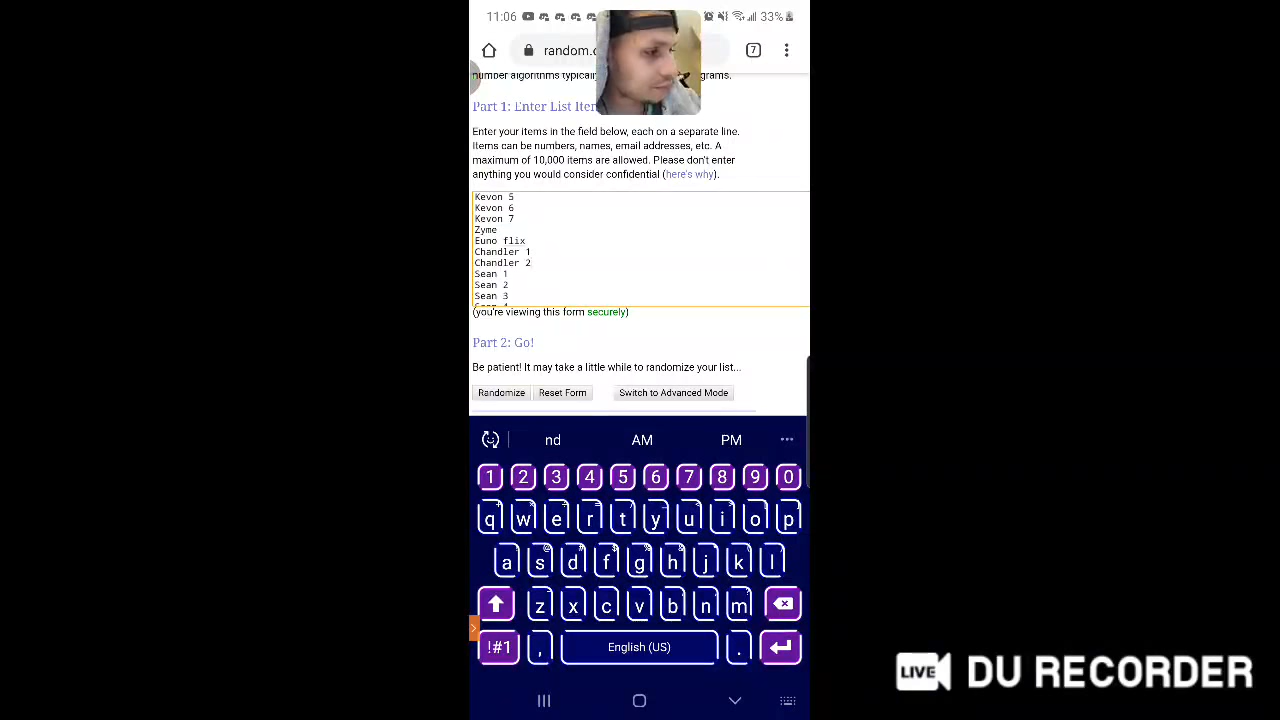 11:06
33%
random.
7
number algorithms typically grams.
Part 1: Enter List Iten
Enter your items in the field below, each on a separate line.
Items can be numbers, names, email addresses, etc. A
maximum of 10,000 items are allowed. Please don't enter
anything you would consider confidential (here's why).
Kevon 5
Kevon 6
Kevon 7
Zyme
Euno flix
Chandler 1
Chandler 2
Sean 1
Sean 2
Sean 3
(you're viewing this form securely)
Part 2: Go!
Be patient! It may take a little while to randomize your list...
Randomize Reset Form Switch to Advanced Mode
nd AM PM
1 2 3 4 5 6 7 8 9 0
q w e r t y u i o p
a s d f g h j k l
z x c v b n m
!#1 , English (US) .
LIVE DU RECORDER